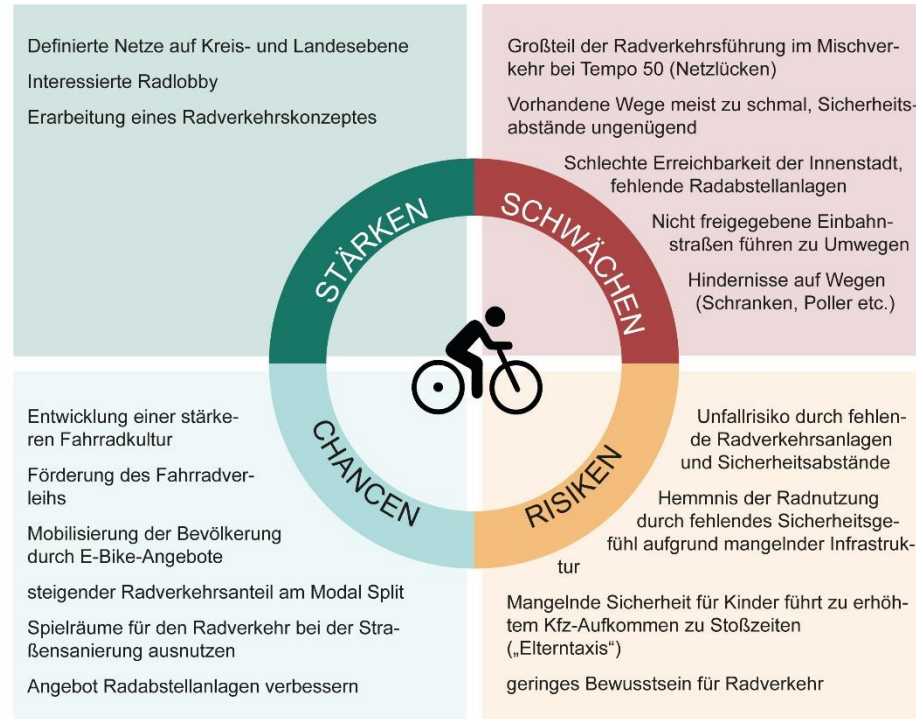 Definierte Netze auf Kreis- und Landesebene
Interessierte Radlobby
Erarbeitung eines Radverkehrskonzeptes
Großteil der Radverkehrsführung im Mischver-
kehr bei Tempo 50 (Netzlücken)
Vorhandene Wege meist zu schmal, Sicherheits-
abstände ungenügend
Schlechte Erreichbarkeit der Innenstadt,
fehlende Radabstellanlagen
Nicht freigegebene Einbahn-
straßen führen zu Umwegen
Hindernisse auf Wegen
(Schranken, Poller etc.)
STÄRKEN
SCHWÄCHEN
CHANCEN
RISIKEN
Entwicklung einer stärke-
ren Fahrradkultur
Förderung des Fahrradver-
leihs
Mobilisierung der Bevölkerung
durch E-Bike-Angebote
steigender Radverkehrsanteil am Modal Split
Spielräume für den Radverkehr bei der Stra-
ßensanierung ausnutzen
Angebot Radabstellanlagen verbessern
Unfallrisiko durch fehlen-
de Radverkehrsanlagen
und Sicherheitsabstände
Hemmnis der Radnutzung
durch fehlendes Sicherheitsge-
fühl aufgrund mangelnder Infrastruk-
tur
Mangelnde Sicherheit für Kinder führt zu erhöh-
tem Kfz-Aufkommen zu Stoßzeiten
(„Elterntaxis“)
geringes Bewusstsein für Radverkehr